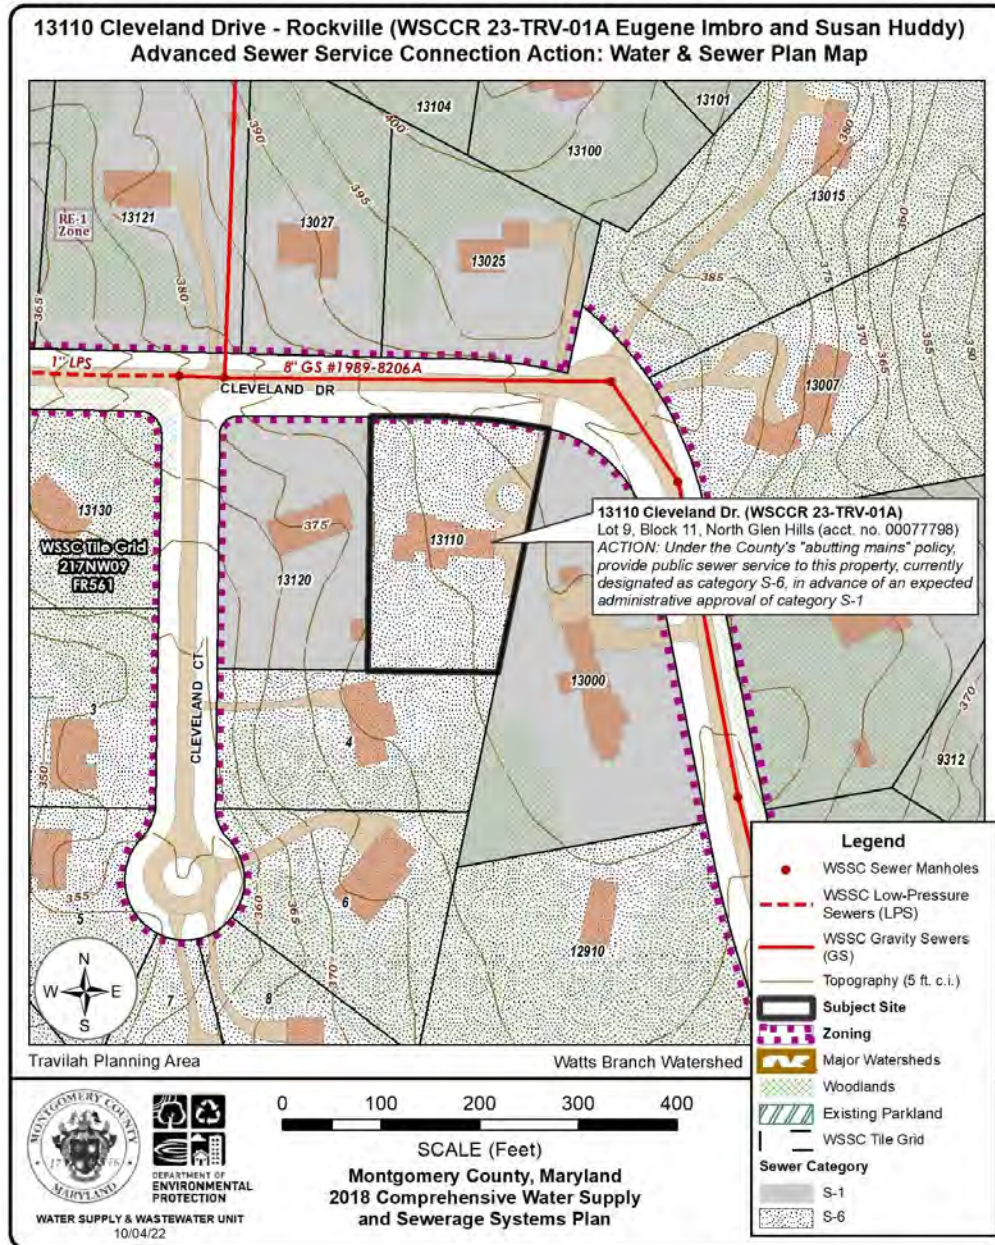 13110 Cleveland Drive - Rockville (WSCCR 23-TRV-01A Eugene Imbro and Susan Huddy)
Advanced Sewer Service Connection Action: Water & Sewer Plan Map
13104
13101
390'
400'
13100
380'
395'
13015
13121
13027
RE-1
Zone
13025
360'
385'
375'
380'
365'
355'
350'
370'
365'
1" LPS
8" GS #1989-8206A
CLEVELAND DR
13007
13130
WSSC Tile Grid
217NW09
FR561
375'
13120
13110
13110 Cleveland Dr. (WSCCR 23-TRV-01A)
Lot 9, Block 11, North Glen Hills (acct. no. 00077798)
ACTION: Under the County's "abutting mains" policy,
provide public sewer service to this property, currently
designated as category S-6, in advance of an expected
administrative approval of category S-1
CLEVELAND CT
13000
370'
3
4
9312
350'
355'
5
360'
365'
6
370'
12910
7
8
N
W
E
S
Travilah Planning Area
Watts Branch Watershed
Legend
WSSC Sewer Manholes
WSSC Low-Pressure
Sewers (LPS)
WSSC Gravity Sewers
(GS)
Topography (5 ft. c.i.)
Subject Site
Zoning
Major Watersheds
Woodlands
Existing Parkland
WSSC Tile Grid
Sewer Category
S-1
S-6
MONTGOMERY COUNTY
17 76
MARYLAND
DEPARTMENT OF
ENVIRONMENTAL
PROTECTION
WATER SUPPLY & WASTEWATER UNIT
10/04/22
0 100 200 300 400
SCALE (Feet)
Montgomery County, Maryland
2018 Comprehensive Water Supply
and Sewerage Systems Plan